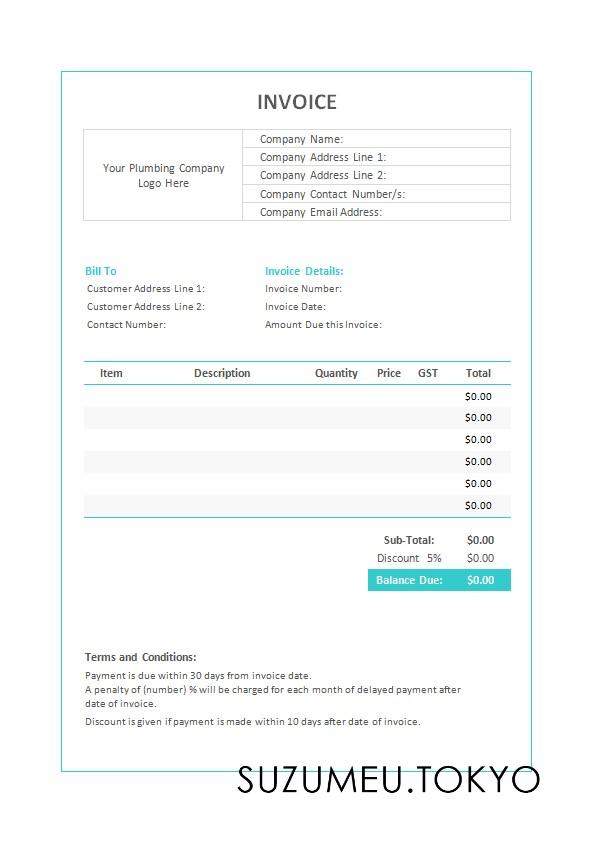 INVOICE
Your Plumbing Company
Logo Here
Company Name:
Company Address Line 1:
Company Address Line 2:
Company Contact Number/s:
Company Email Address:
Bill To
Customer Address Line 1:
Customer Address Line 2:
Contact Number:
Invoice Details:
Invoice Number:
Invoice Date:
Amount Due this Invoice:
Item Description Quantity Price GST Total
$0.00
$0.00
$0.00
$0.00
$0.00
$0.00
Sub-Total: $0.00
Discount 5% $0.00
Balance Due: $0.00
Terms and Conditions:
Payment is due within 30 days from invoice date.
A penalty of (number) % will be charged for each month of delayed payment after
date of invoice.
Discount is given if payment is made within 10 days after date of invoice.
SUZUMEU.TOKYO